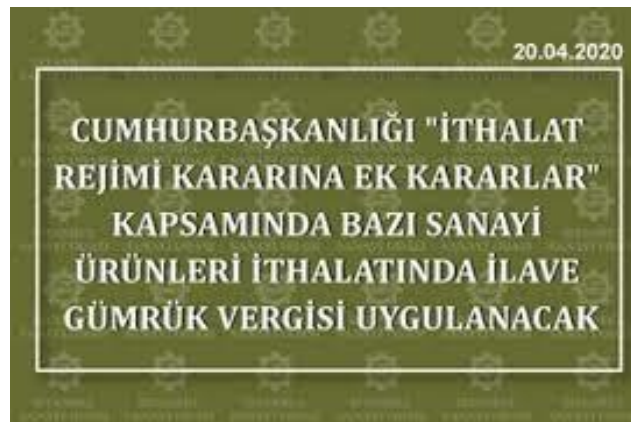 20.04.2020
CUMHURBAŞKANLIĞI "İTHALAT
REJİMİ KARARINA EK KARARLAR"
KAPSAMINDA BAZI SANAYİ
ÜRÜNLERİ İTHALATINDA İLAVE
GÜMRÜK VERGİSİ UYGULANACAK